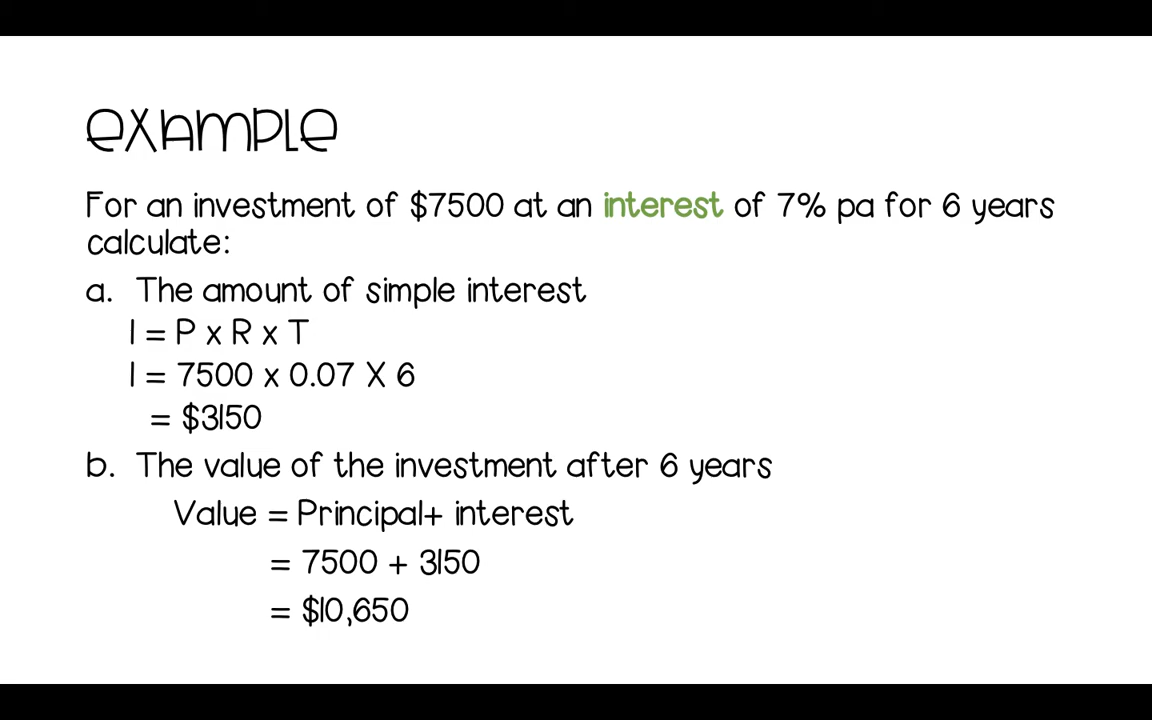 Example
For an investment of $7500 at an interest of 7% pa for 6 years
calculate:
a. The amount of simple interest
I = P x R x T
I = 7500 x 0.07 X 6
= $3150
b. The value of the investment after 6 years
Value = Principal+ interest
= 7500 + 3150
= $10,650